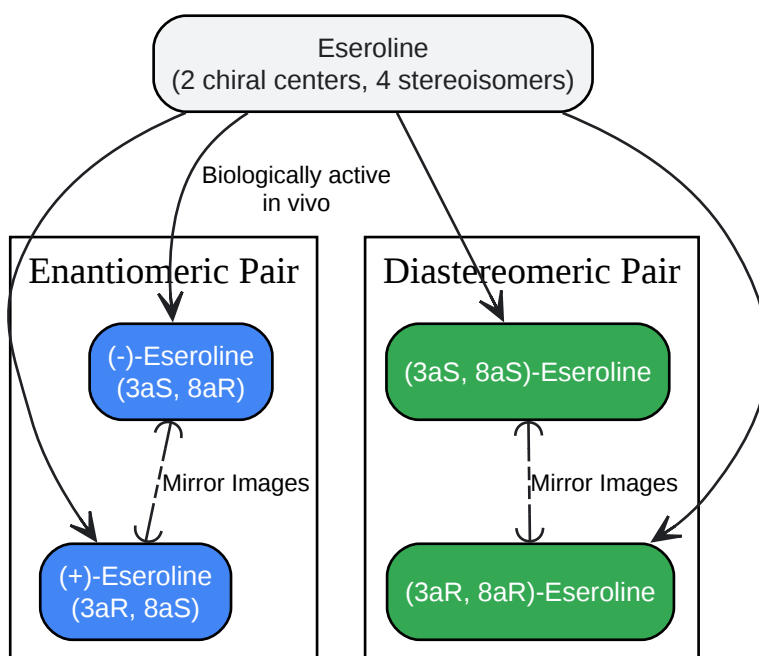 Eseroline
(2 chiral centers, 4 stereoisomers)
Biologically active
in vivo
Enantiomeric Pair
Diastereomeric Pair
(-)-Eseroline
(3aS, 8aR)
(3aS, 8aS)-Eseroline
Mirror Images
Mirror Images
(+)-Eseroline
(3aR, 8aS)
(3aR, 8aR)-Eseroline